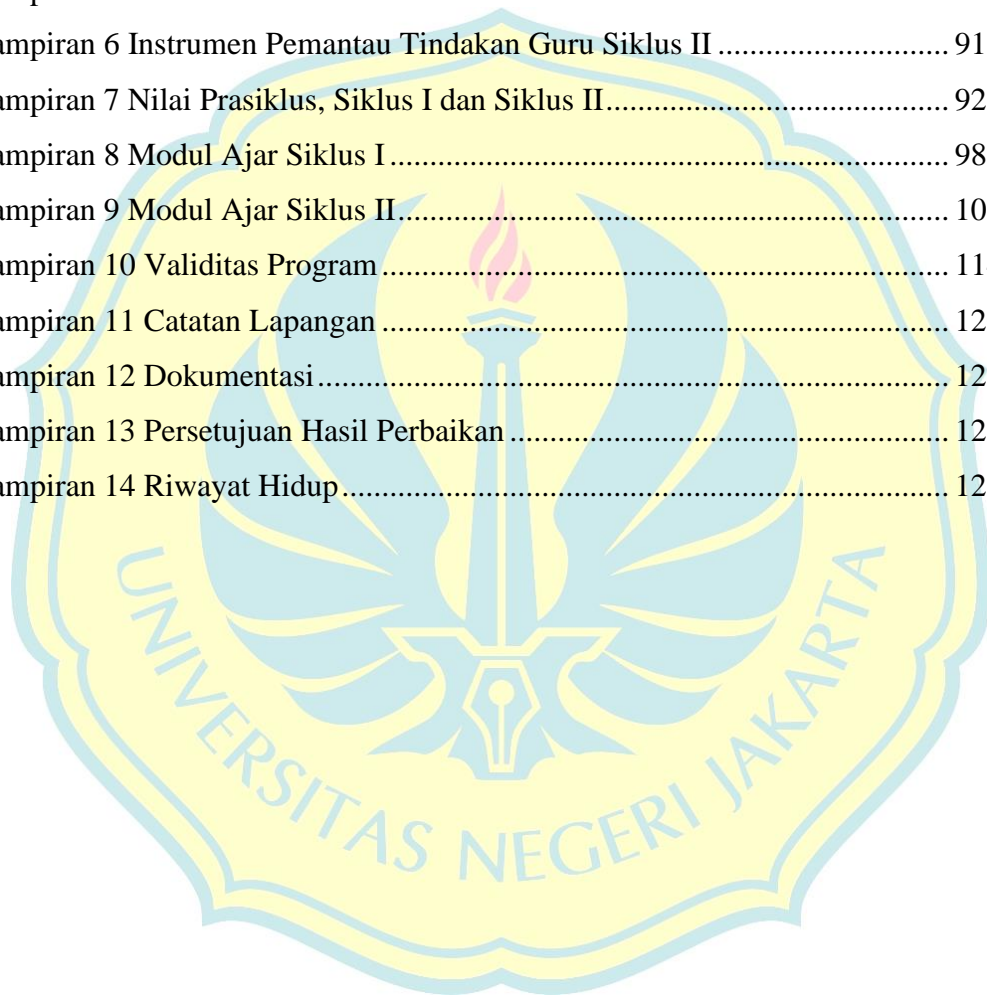 ampiran 6 Instrumen Pemantau Tindakan Guru Siklus II ............................ 91
ampiran 7 Nilai Prasiklus, Siklus I dan Siklus II.......................................... 92
ampiran 8 Modul Ajar Siklus I .................................................................... 98
ampiran 9 Modul Ajar Siklus II................................................................... 10
ampiran 10 Validitas Program ..................................................................... 11
ampiran 11 Catatan Lapangan ..................................................................... 12
ampiran 12 Dokumentasi ............................................................................. 12
ampiran 13 Persetujuan Hasil Perbaikan ..................................................... 12
ampiran 14 Riwayat Hidup .......................................................................... 12
UNIVERSITAS NEGERI JAKARTA